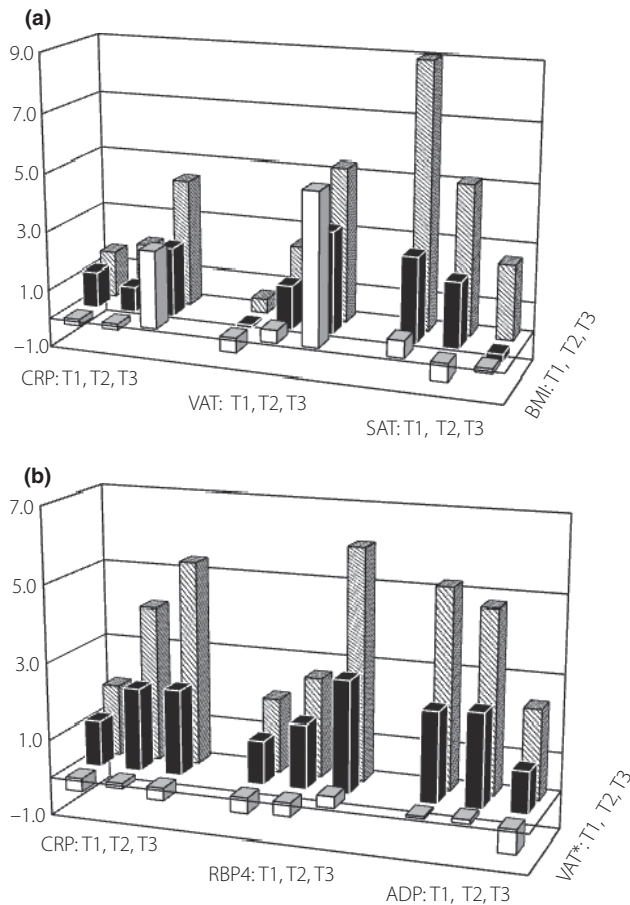 (a)
9.0
7.0
5.0
3.0
1.0
−1.0
CRP: T1, T2, T3
VAT: T1, T2, T3
SAT: T1, T2, T3
BMI: T1, T2, T3
(b)
7.0
5.0
3.0
1.0
−1.0
CRP: T1, T2, T3
RBP4: T1, T2, T3
ADP: T1, T2, T3
VAT*: T1, T2, T3